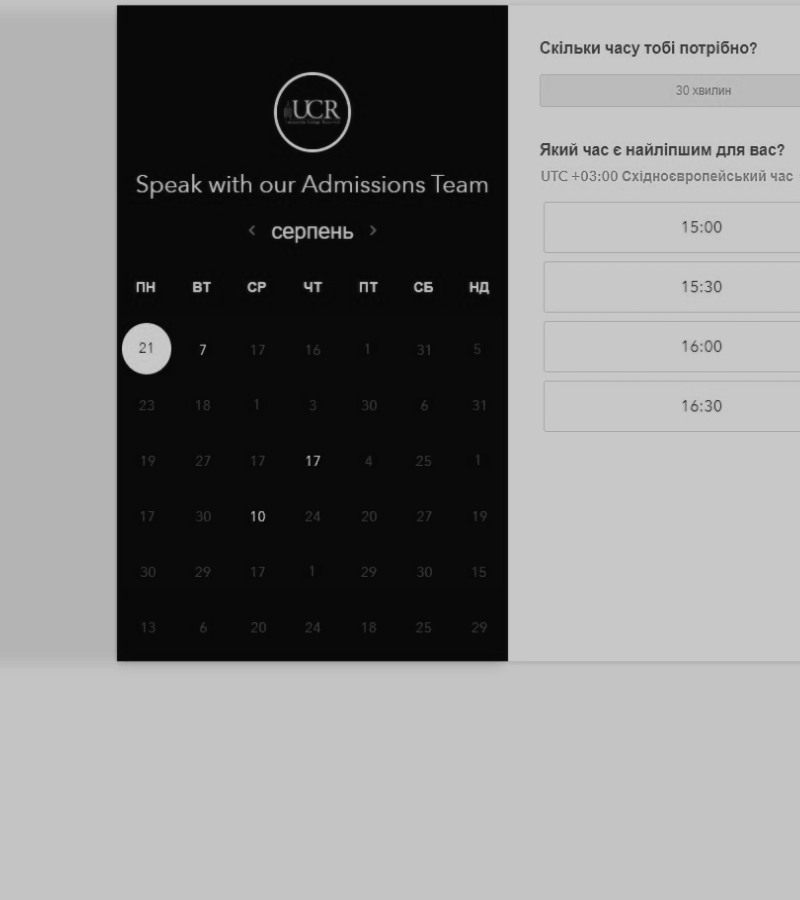 Скільки часу тобі потрібно?
30 хвилин
UCR
Speak with our Admissions Team
< серпень >
ПН ВТ СР ЧТ ПТ СБ НД
21 7 17 16 1 31 5
23 18 1 3 30 6 31
19 27 17 17 4 25 1
17 30 10 24 20 27 19
30 29 17 1 29 30 15
13 6 20 24 18 25 29
Який час є найліпшим для вас?
UTC +03:00 Східноєвропейський час
15:00
15:30
16:00
16:30